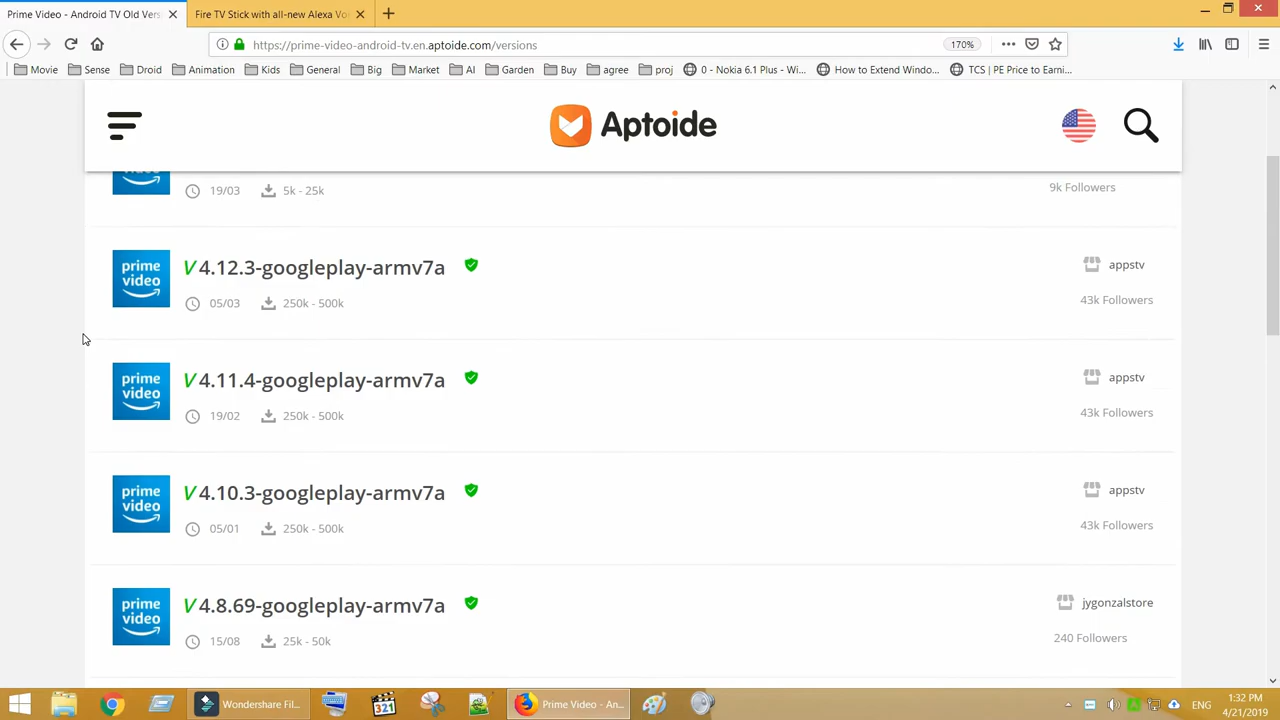 Prime Video - Android TV Old Vers
Fire TV Stick with all-new Alexa Vo
https://prime-video-android-tv.en.aptoide.com/versions
170%
Movie
Sense
Droid
Animation
Kids
General
Big
Market
AI
Garden
Buy
agree
proj
0 - Nokia 6.1 Plus - Wi...
How to Extend Window...
TCS | PE Price to Earni...
Aptoide
19/03
5k - 25k
9k Followers
prime video
V 4.12.3-googleplay-armv7a
05/03
250k - 500k
appstv
43k Followers
prime video
V 4.11.4-googleplay-armv7a
19/02
250k - 500k
appstv
43k Followers
prime video
V 4.10.3-googleplay-armv7a
05/01
250k - 500k
appstv
43k Followers
prime video
V 4.8.69-googleplay-armv7a
15/08
25k - 50k
jygonzalstore
240 Followers
Wondershare Fil...
321
Prime Video - An...
ENG
1:32 PM
4/21/2019